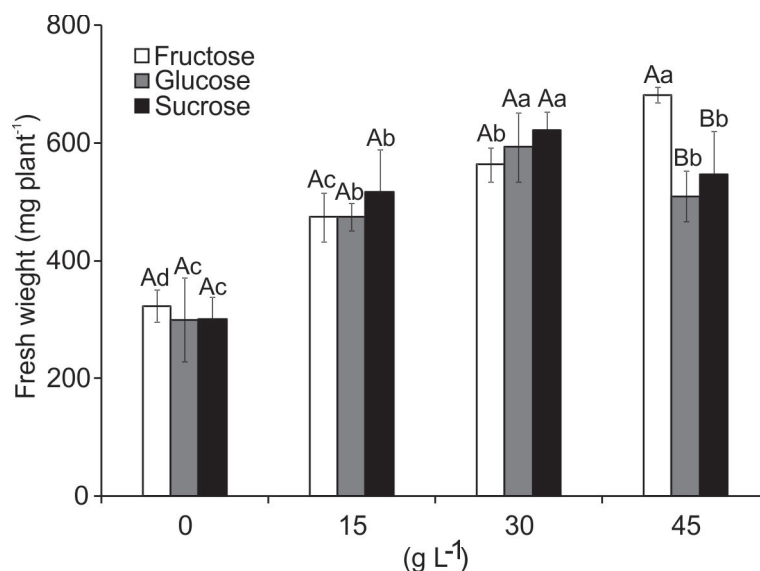 800
Fructose
Glucose
Sucrose
Aa
Aa Aa
Ab
Bb
Bb
600
Ab
Ac Ab
400
Ad Ac Ac
200
0
Fresh wieght (mg plant⁻¹)
0 15 30 45
(g L⁻¹)